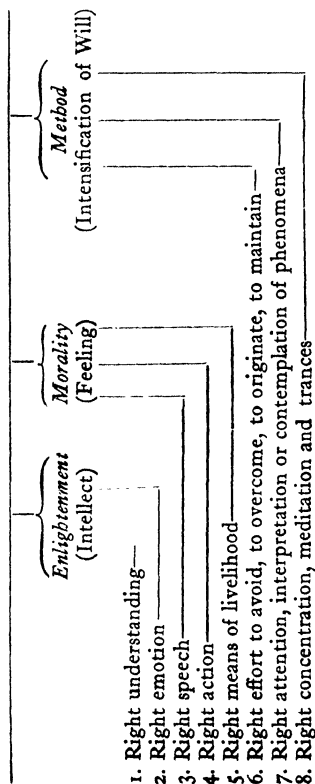 Enlightenment
(Intellect)
Morality
(Feeling)
Method
(Intensification of Will)
1. Right understanding
2. Right emotion
3. Right speech
4. Right action
5. Right means of livelihood
6. Right effort to avoid, to overcome, to originate, to maintain
7. Right attention, interpretation or contemplation of phenomena
8. Right concentration, meditation and trances